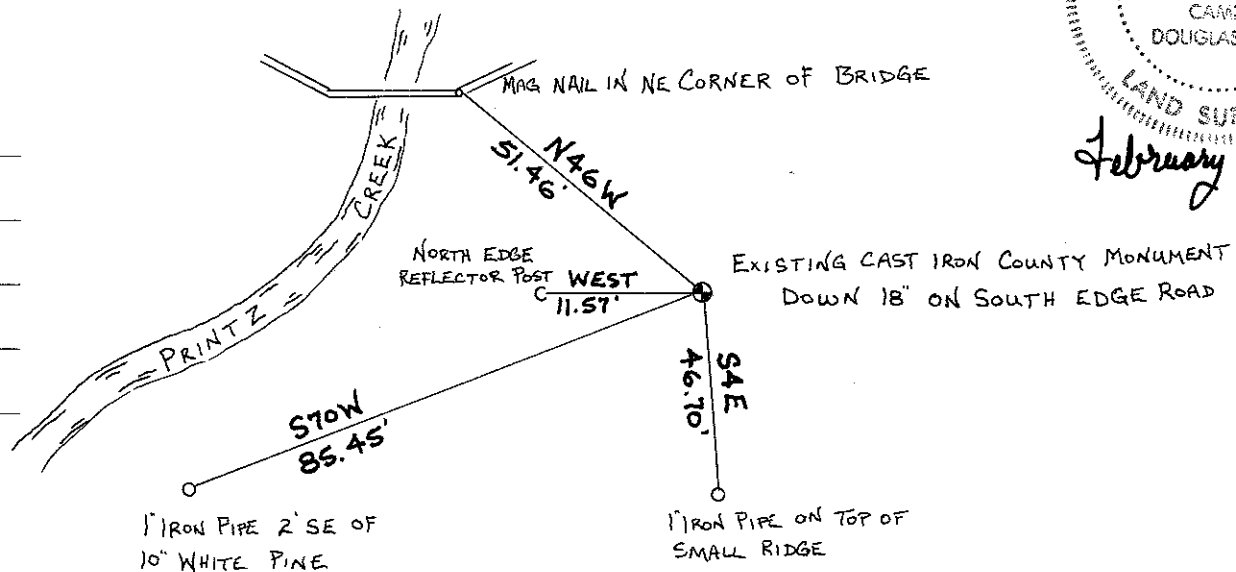 DOUGLAS
LAND
February
MAG NAIL IN NE CORNER OF BRIDGE
N46W
51.46'
CREEK
PRINTZ
NORTH EDGE
REFLECTOR POST
WEST
11.57'
EXISTING CAST IRON COUNTY MONUMENT
DOWN 18" ON SOUTH EDGE ROAD
S4E
46.70'
S70W
85.45'
1" IRON PIPE 2' SE OF
10" WHITE PINE
1" IRON PIPE ON TOP OF
SMALL RIDGE